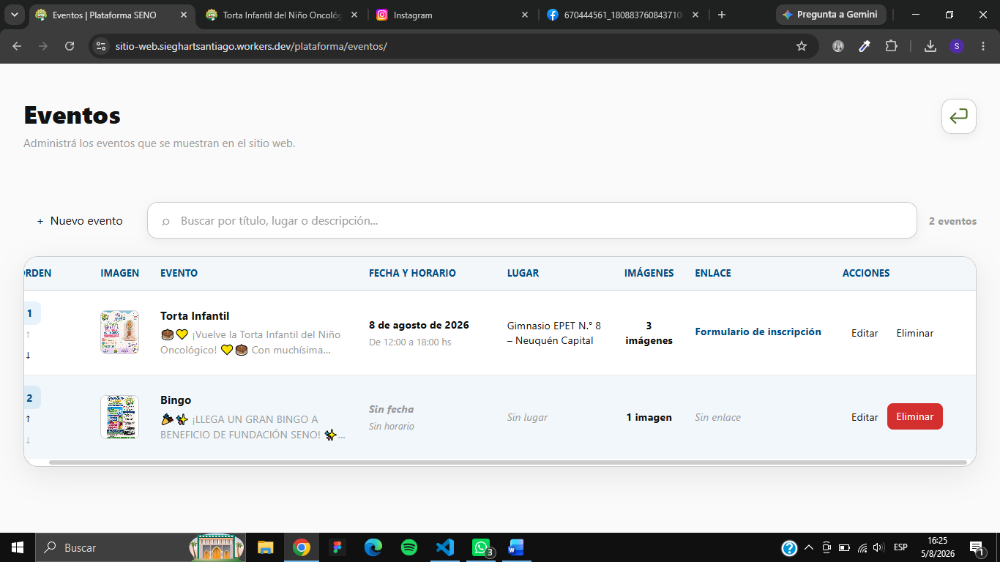 Eventos | Plataforma SENO
Torta Infantil del Niño Oncológ
Instagram
670444561_180883760843710
Pregunta a Gemini
sitio-web.sieghartsantiago.workers.dev/plataforma/eventos/
S
Eventos
Administrá los eventos que se muestran en el sitio web.
+ Nuevo evento
Buscar por título, lugar o descripción...
2 eventos
ORDEN IMAGEN EVENTO FECHA Y HORARIO LUGAR IMÁGENES ENLACE ACCIONES
1
↑
↓
Torta Infantil
🎂💛 ¡Vuelve la Torta Infantil del Niño
Oncológico! 💛🎂 Con muchísima...
8 de agosto de 2026
De 12:00 a 18:00 hs
Gimnasio EPET N.° 8
– Neuquén Capital
3
imágenes
Formulario de inscripción
Editar Eliminar
2
↑
↓
Bingo
🎉✨ ¡LLEGA UN GRAN BINGO A
BENEFICIO DE FUNDACIÓN SENO! ✨...
Sin fecha
Sin horario
Sin lugar
1 imagen
Sin enlace
Editar Eliminar
Buscar
3
ESP
16:25
5/8/2026
1